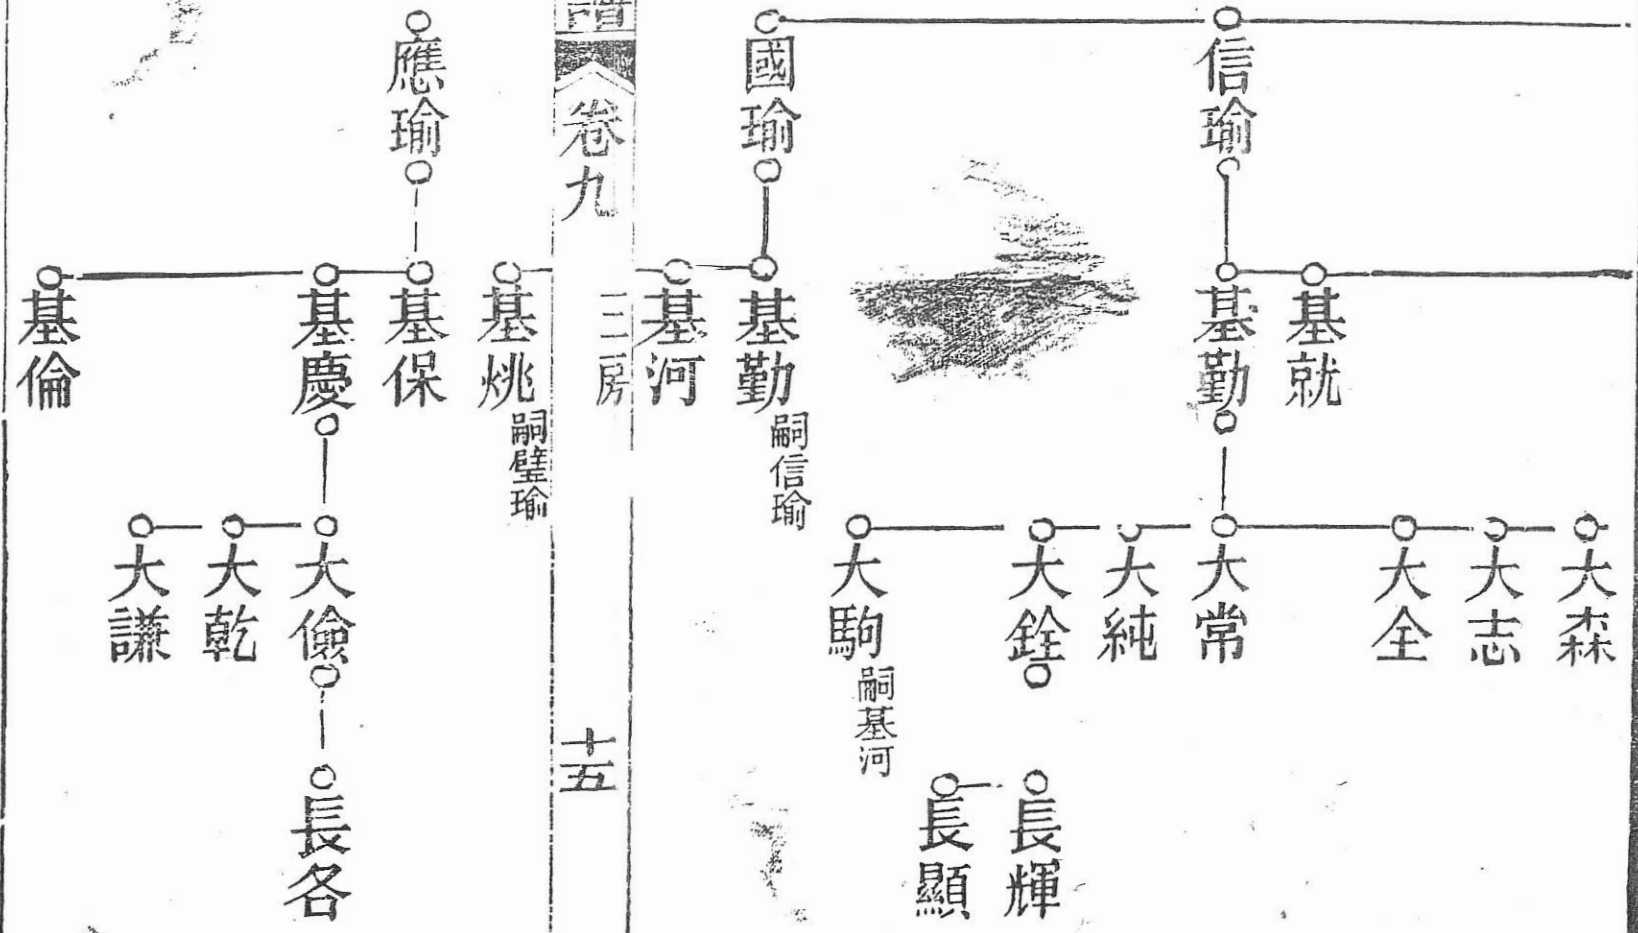 信瑜
國瑜
基就
基勤
基勤
嗣信瑜
基河
大森
大志
大全
大常
大純
大銓
大駒
嗣基河
長輝
長顯
譜
卷九
三房
十五
應瑜
基烑
嗣璧瑜
基保
基慶
基倫
大儉
大乾
大謙
長各